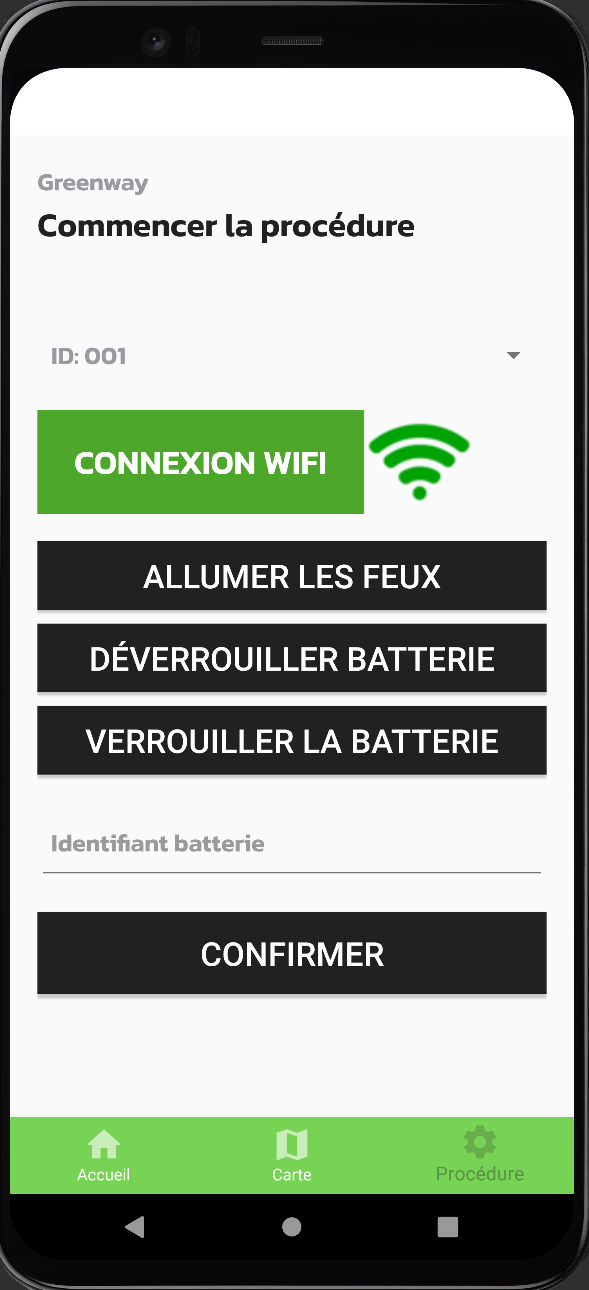 Greenway
Commencer la procédure
ID: 001
CONNEXION WIFI
ALLUMER LES FEUX
DÉVERROUILLER BATTERIE
VERROUILLER LA BATTERIE
Identifiant batterie
CONFIRMER
Accueil
Carte
Procédure